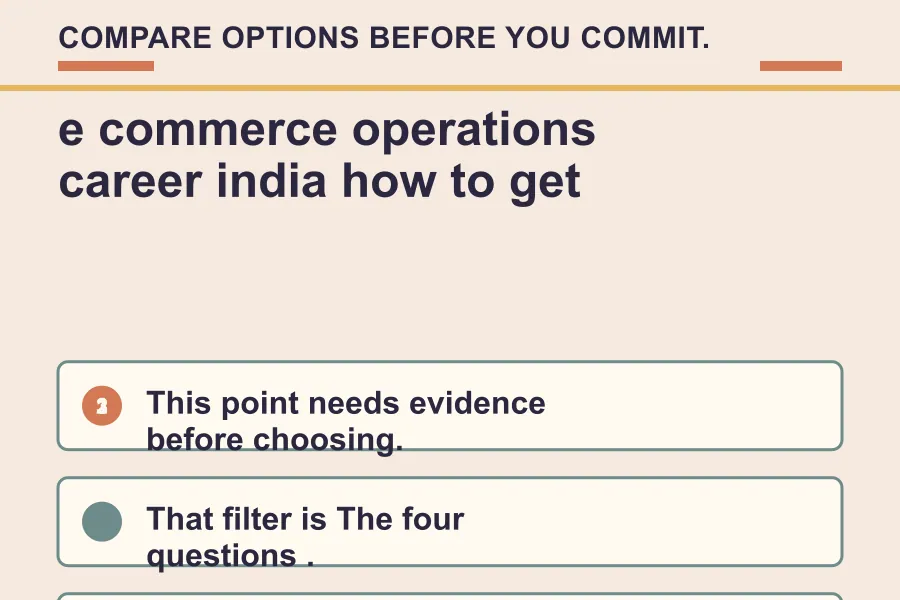 COMPARE OPTIONS BEFORE YOU COMMIT.
e commerce operations
career india how to get
This point needs evidence
before choosing.
That filter is The four
questions .